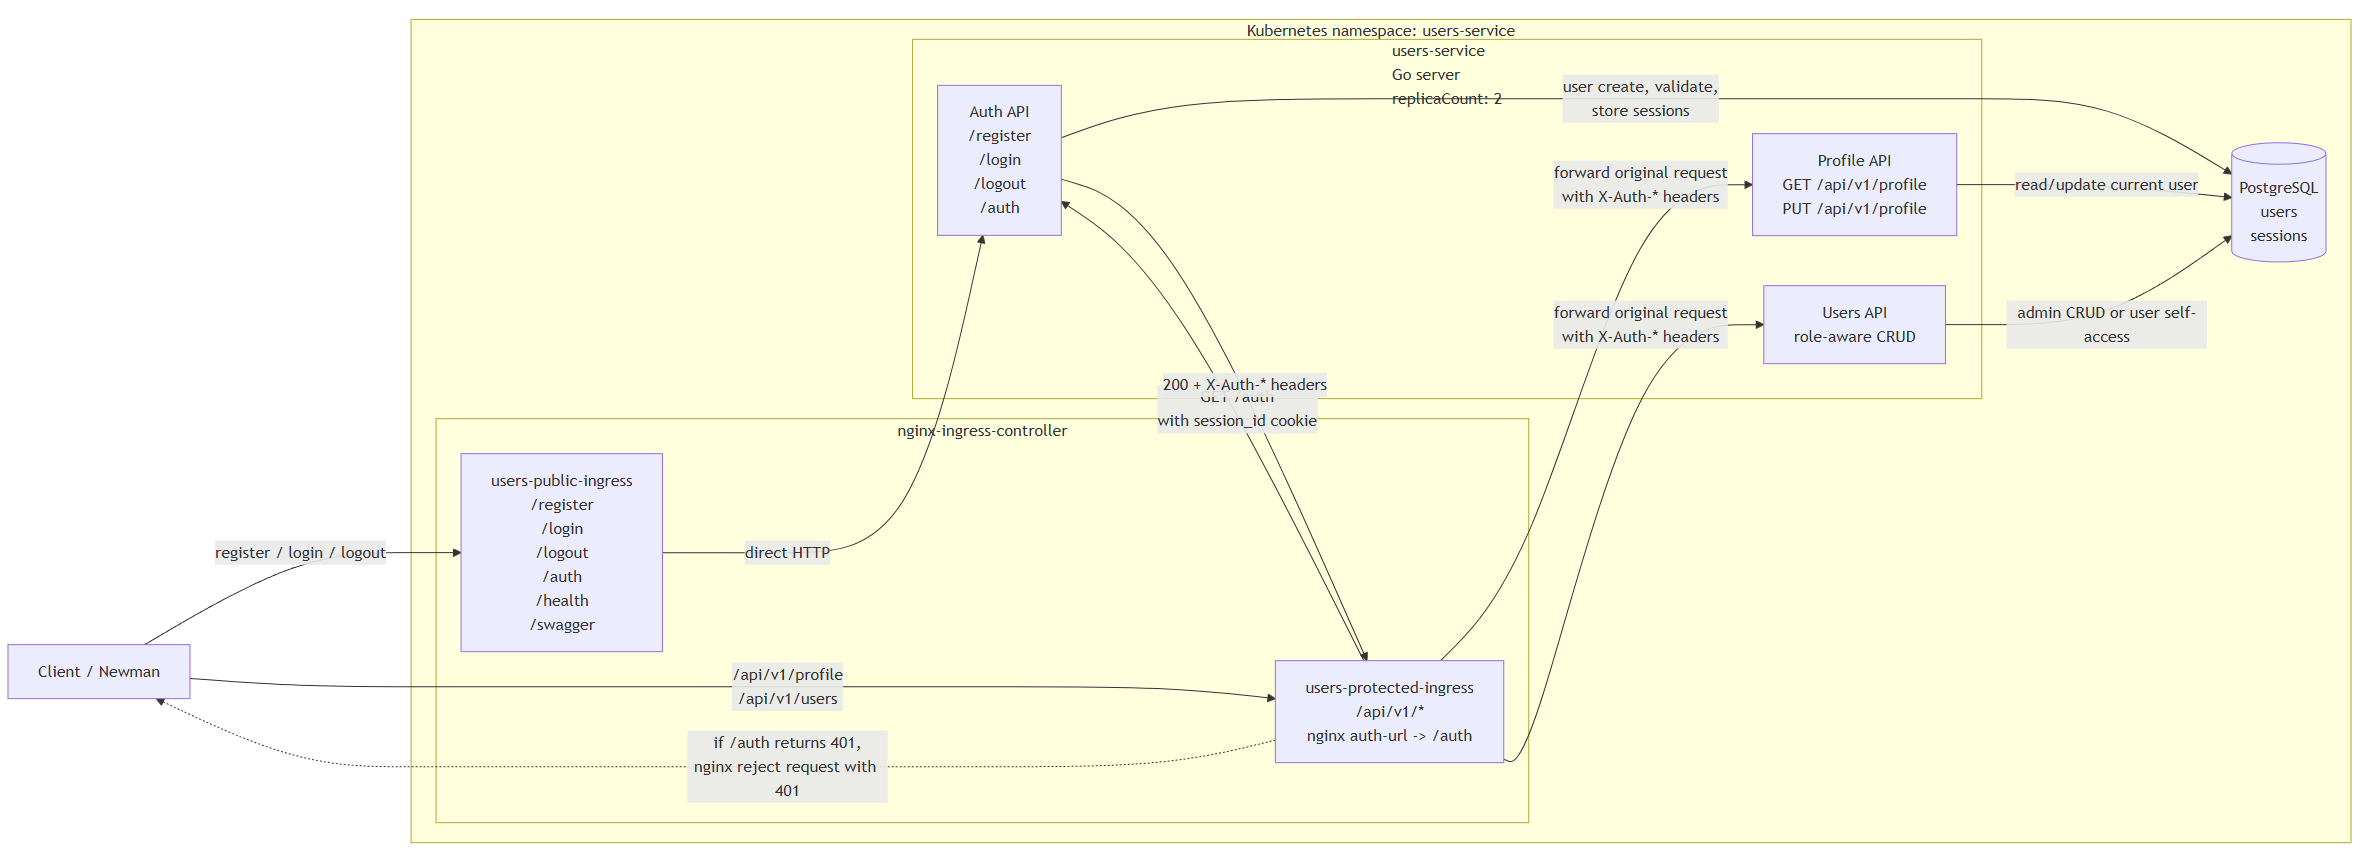 Kubernetes namespace: users-service
users-service
Go server
replicaCount: 2
Auth API
/register
/login
/logout
/auth
user create, validate,
store sessions
forward original request
with X-Auth-* headers
Profile API
GET /api/v1/profile
PUT /api/v1/profile
read/update current user
PostgreSQL
users
sessions
forward original request
with X-Auth-* headers
Users API
role-aware CRUD
admin CRUD or user self-
access
200 + X-Auth-* headers
GET /auth
with session_id cookie
nginx-ingress-controller
users-public-ingress
/register
/login
/logout
/auth
/health
/swagger
register / login / logout
direct HTTP
Client / Newman
/api/v1/profile
/api/v1/users
users-protected-ingress
/api/v1/*
nginx auth-url -> /auth
if /auth returns 401,
nginx reject request with
401